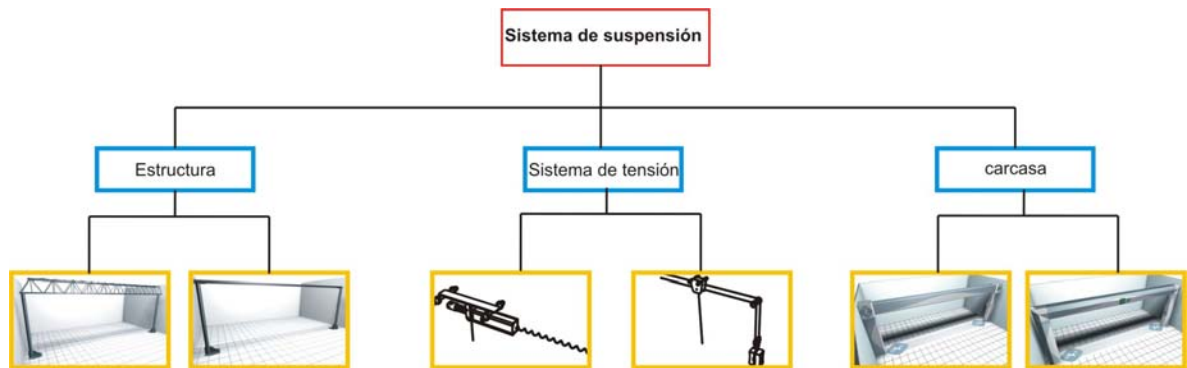 Sistema de suspensión
Estructura
Sistema de tensión
carcasa